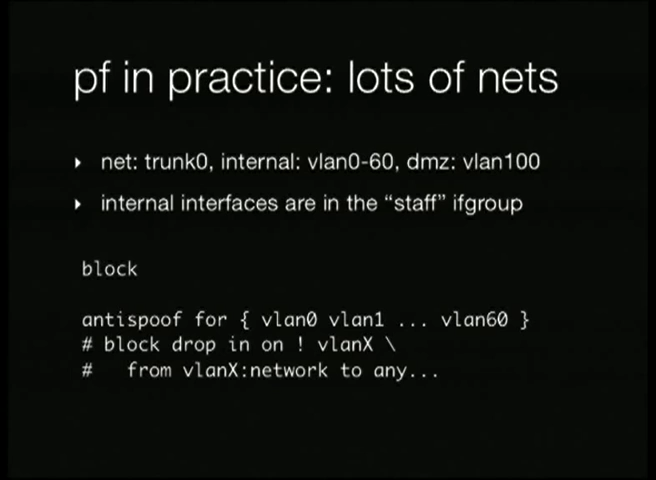 pf in practice: lots of nets
‣ net: trunk0, internal: vlan0-60, dmz: vlan100
‣ internal interfaces are in the “staff” ifgroup
block
antispoof for { vlan0 vlan1 ... vlan60 }
# block drop in on ! vlanX \
#   from vlanX:network to any...